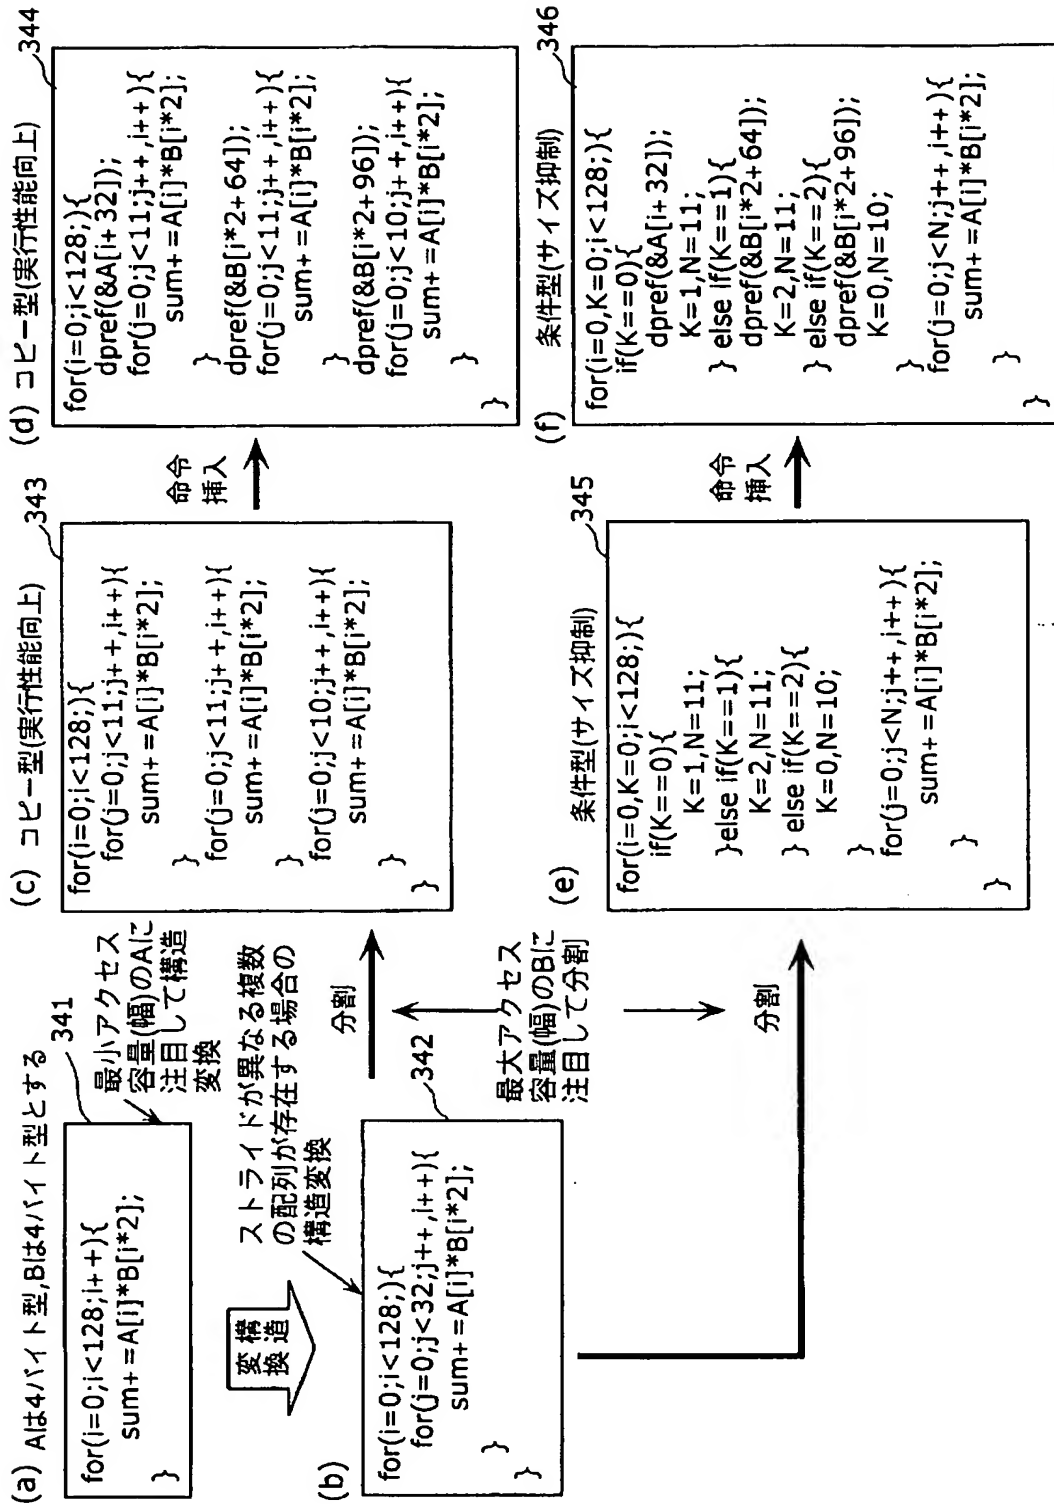 (a) Aは4バイト型,Bは4バイト型とする
341
for(i=0;i<128;i++){
sum+=A[i]*B[i*2];
}
最小アクセス
容量(幅)のAに
注目して構造
変換
構造
変換
ストライドが異なる複数
の配列が存在する場合の
構造変換
(b)
342
for(i=0;i<128;){
for(j=0;j<32;j++,i++){
sum+=A[i]*B[i*2];
}
}
分割
最大アクセス
容量(幅)のBに
注目して分割
分割
(c) コピー型(実行性能向上)
343
for(i=0;i<128;){
for(j=0;j<11;j++,i++){
sum+=A[i]*B[i*2];
}
for(j=0;j<11;j++,i++){
sum+=A[i]*B[i*2];
}
for(j=0;j<10;j++,i++){
sum+=A[i]*B[i*2];
}
}
命令
挿入
(d) コピー型(実行性能向上)
344
for(i=0;i<128;){
dpref(&A[i+32]);
for(j=0;j<11;j++,i++){
sum+=A[i]*B[i*2];
}
dpref(&B[i*2+64]);
for(j=0;j<11;j++,i++){
sum+=A[i]*B[i*2];
}
dpref(&B[i*2+96]);
for(j=0;j<10;j++,i++){
sum+=A[i]*B[i*2];
}
}
(e)
条件型(サイズ抑制)
345
for(i=0,K=0;i<128;){
if(K==0){
K=1,N=11;
}else if(K==1){
K=2,N=11;
} else if(K==2){
K=0,N=10;
}
for(j=0;j<N;j++,i++){
sum+=A[i]*B[i*2];
}
}
命令
挿入
(f)
条件型(サイズ抑制)
346
for(i=0,K=0;i<128;){
if(K==0){
dpref(&A[i+32]);
K=1,N=11;
} else if(K==1){
dpref(&B[i*2+64]);
K=2,N=11;
} else if(K==2){
dpref(&B[i*2+96]);
K=0,N=10;
}
for(j=0;j<N;j++,i++){
sum+=A[i]*B[i*2];
}
}